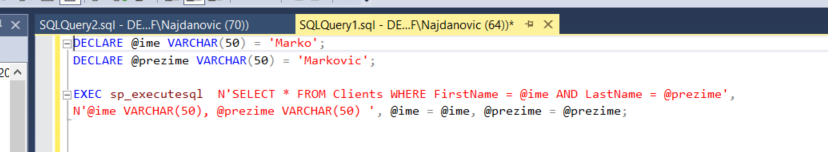 SQLQuery2.sql - DE...F\Najdanovic (70))
SQLQuery1.sql - DE...F\Najdanovic (64))*
DECLARE @ime VARCHAR(50) = 'Marko';
DECLARE @prezime VARCHAR(50) = 'Markovic';
EXEC sp_executesql N'SELECT * FROM Clients WHERE FirstName = @ime AND LastName = @prezime',
N'@ime VARCHAR(50), @prezime VARCHAR(50) ', @ime = @ime, @prezime = @prezime;